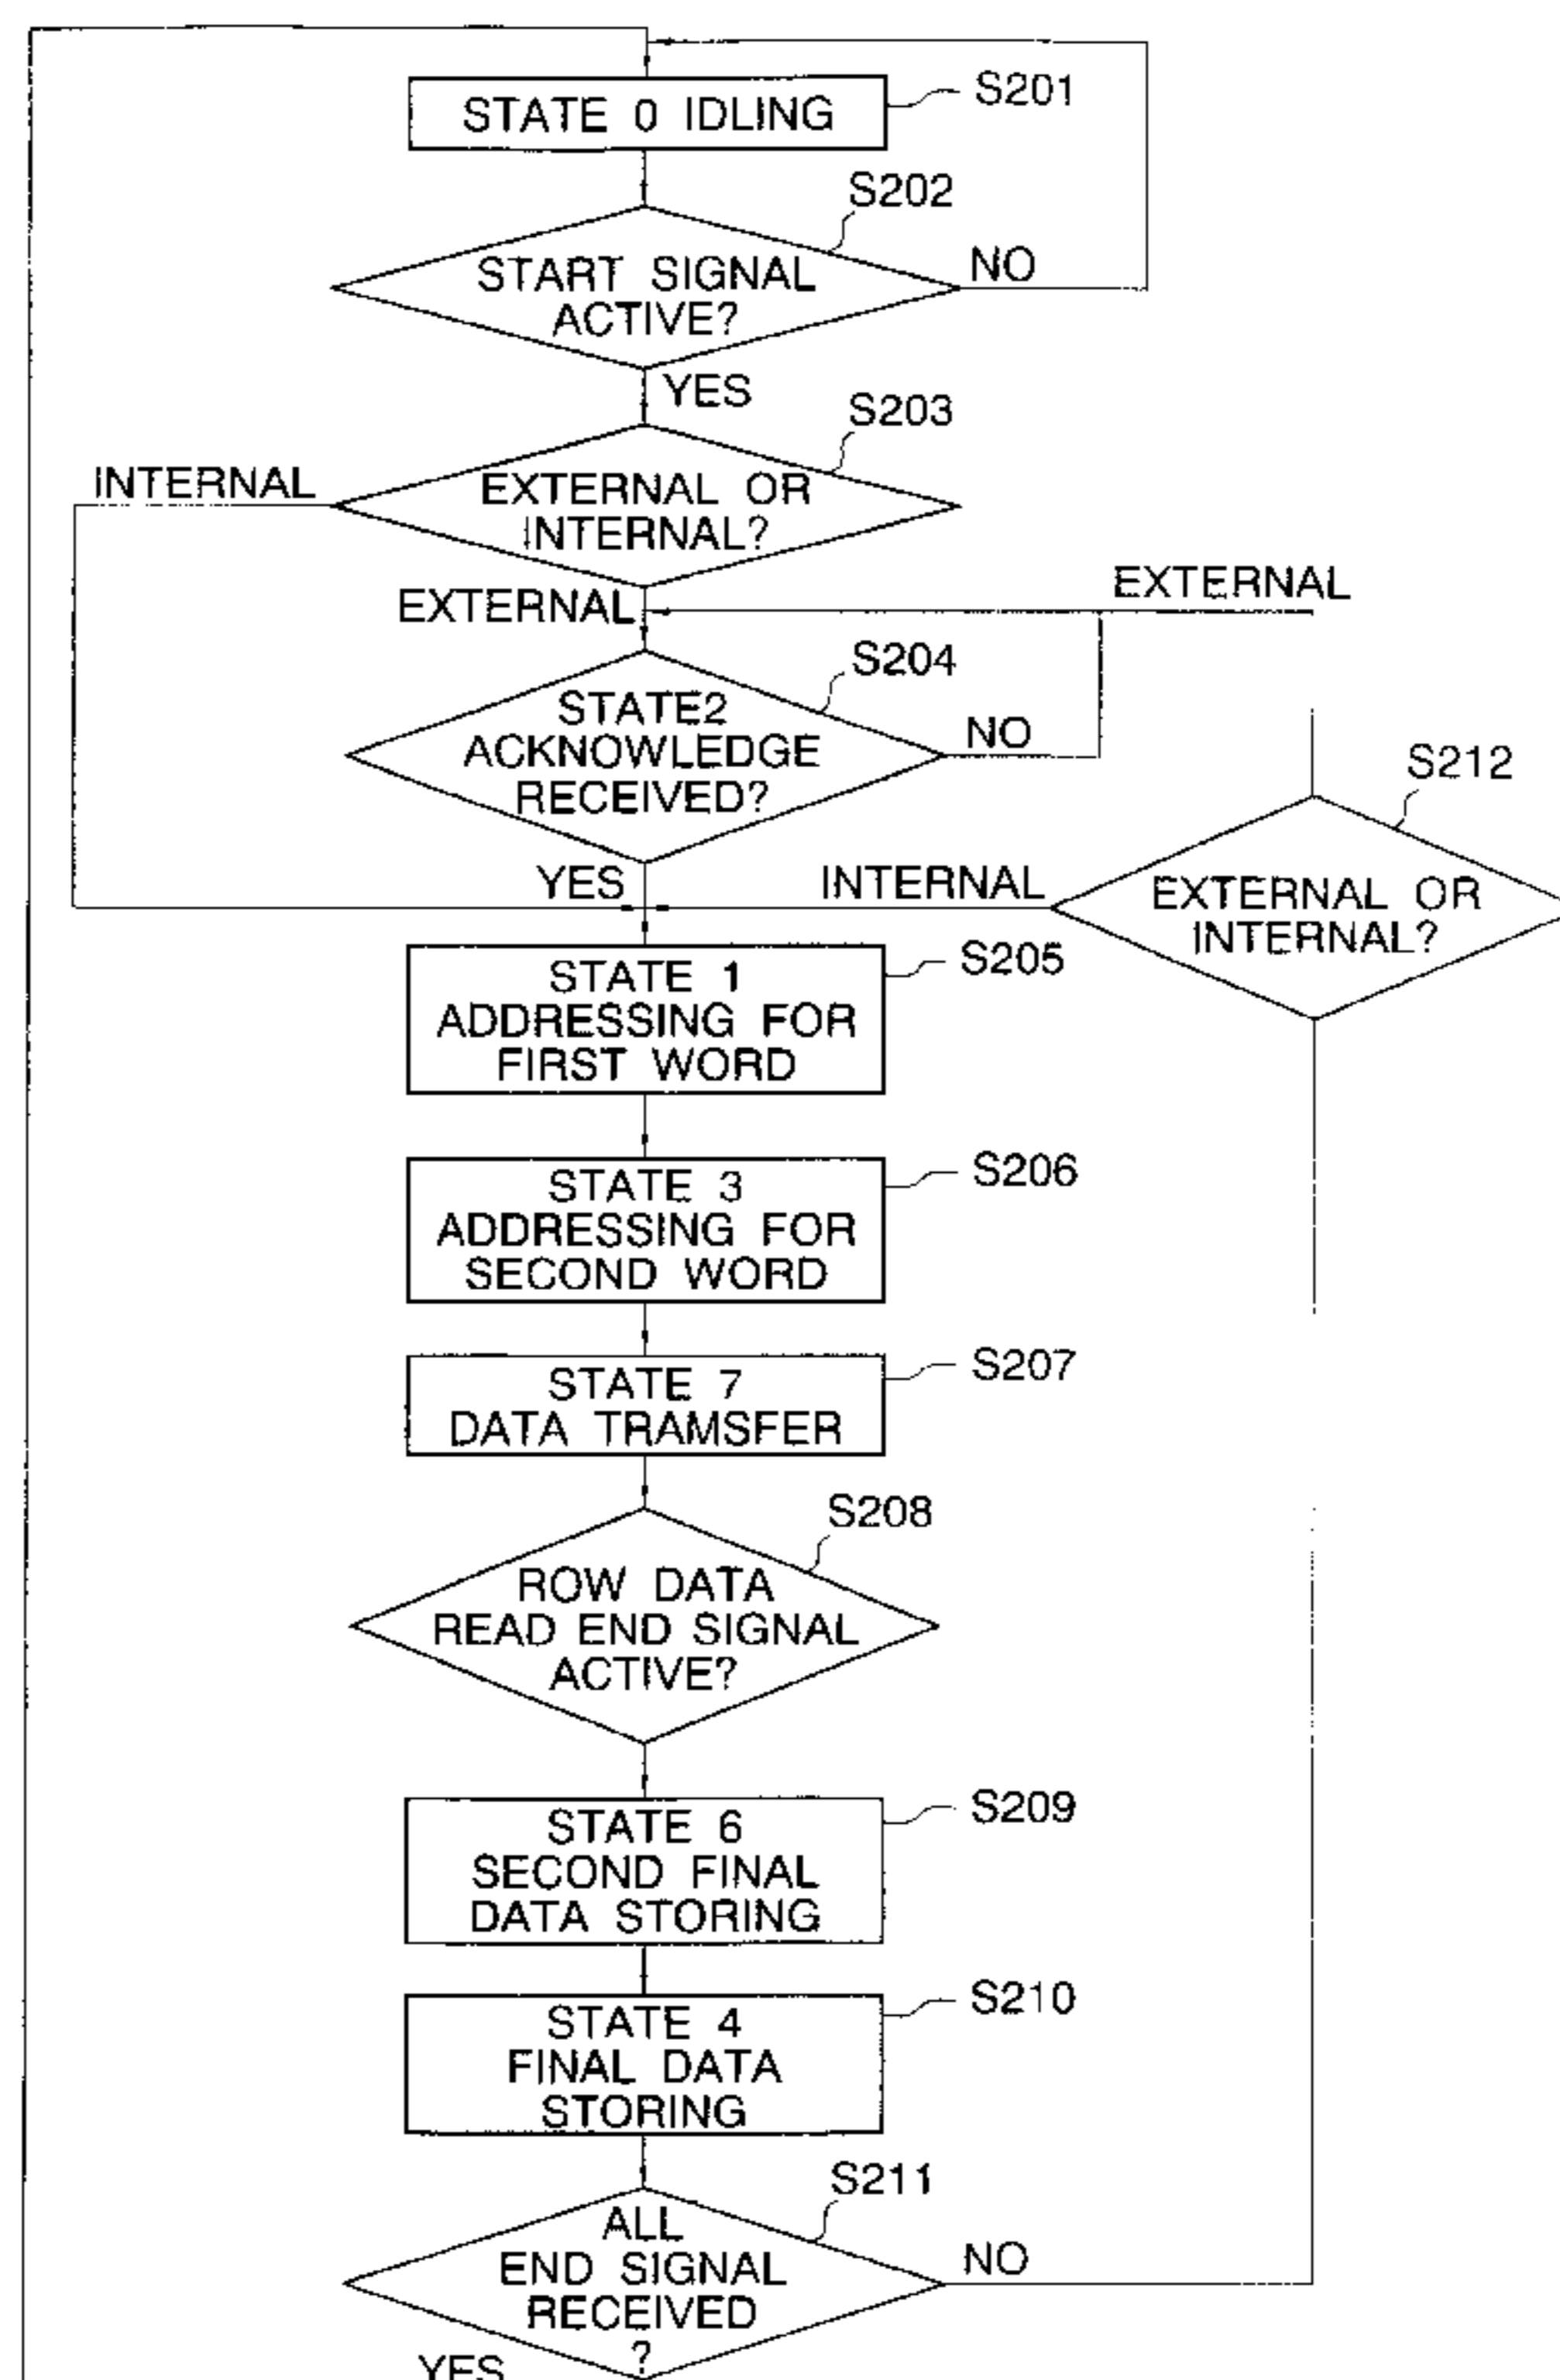 STATE 0 IDLING
S201
S202
START SIGNAL
ACTIVE?
NO
YES
S203
INTERNAL
EXTERNAL OR
INTERNAL?
EXTERNAL
EXTERNAL
S204
STATE2
ACKNOWLEDGE
RECEIVED?
NO
S212
YES
INTERNAL
EXTERNAL OR
INTERNAL?
STATE 1
ADDRESSING FOR
FIRST WORD
S205
STATE 3
ADDRESSING FOR
SECOND WORD
S206
STATE 7
DATA TRAMSFER
S207
S208
ROW DATA
READ END SIGNAL
ACTIVE?
STATE 6
SECOND FINAL
DATA STORING
S209
STATE 4
FINAL DATA
STORING
S210
S211
ALL
END SIGNAL
RECEIVED
?
NO
YES